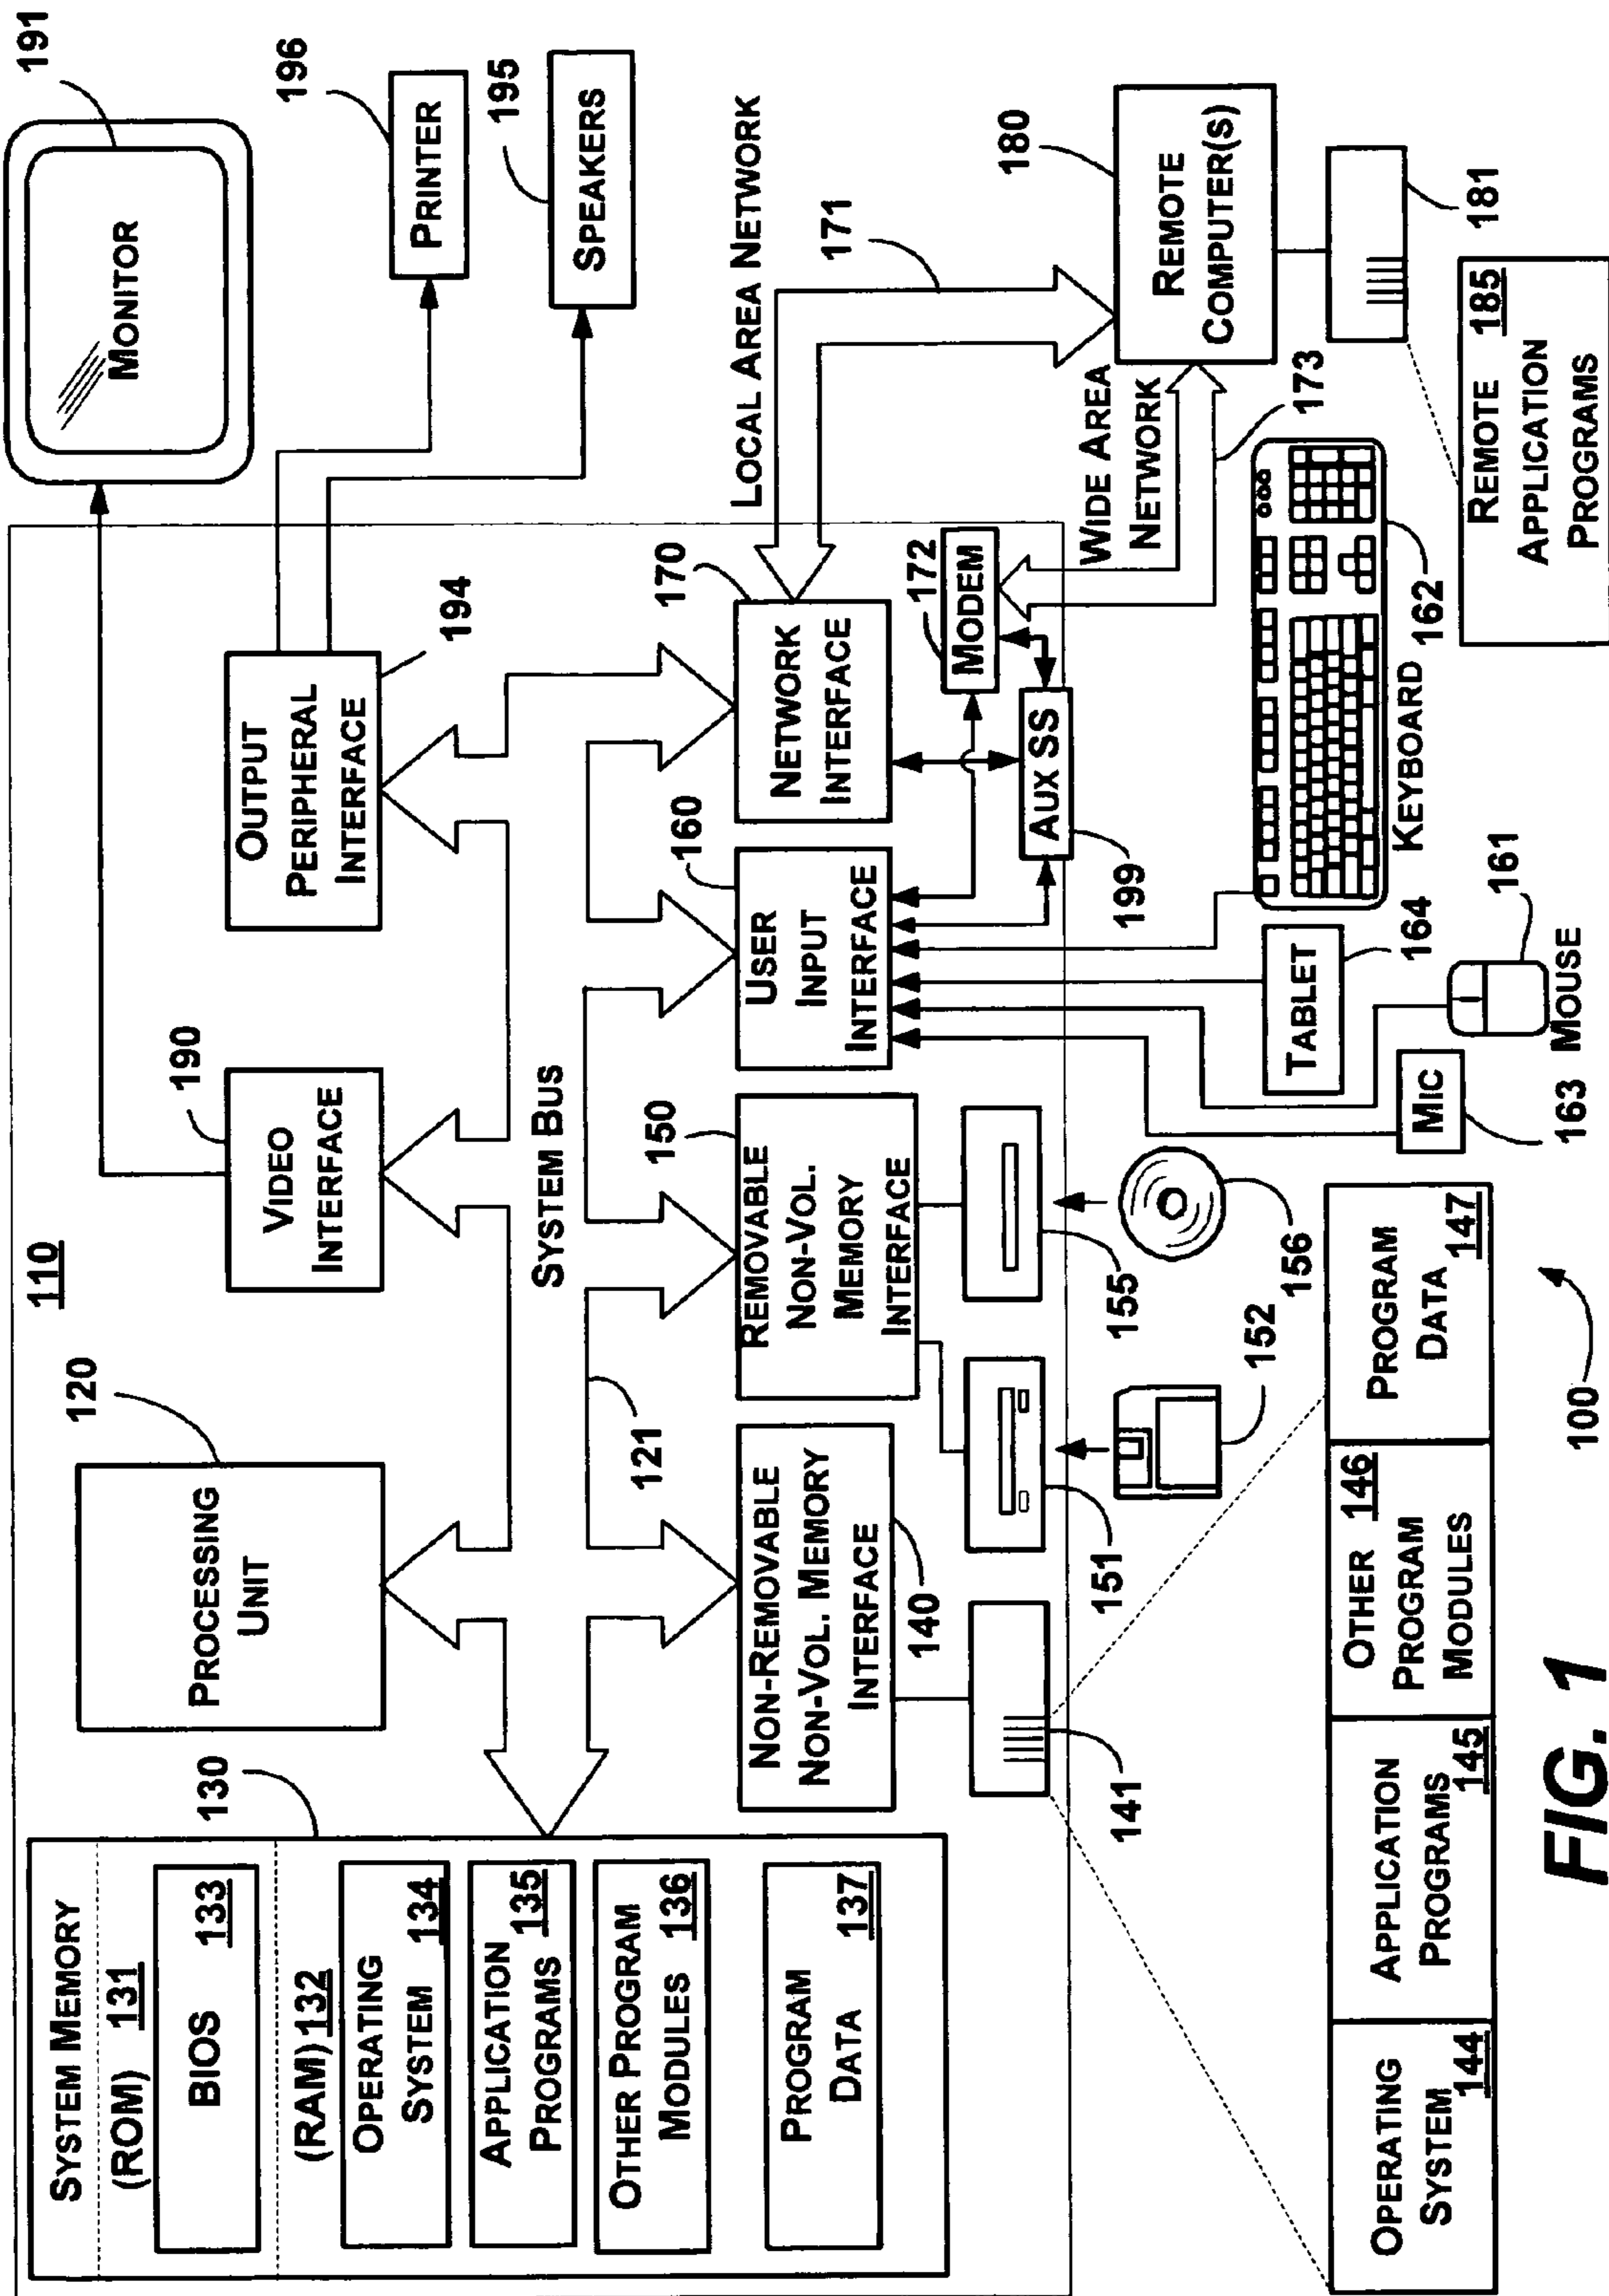 110
SYSTEM MEMORY
(ROM) 131
BIOS 133
(RAM) 132
OPERATING
SYSTEM 134
APPLICATION
PROGRAMS 135
OTHER PROGRAM
MODULES 136
PROGRAM
DATA 137
130
PROCESSING
UNIT
120
VIDEO
INTERFACE
190
OUTPUT
PERIPHERAL
INTERFACE
194
MONITOR
191
PRINTER
196
SPEAKERS
195
SYSTEM BUS
121
NON-REMOVABLE
NON-VOL. MEMORY
INTERFACE
140
REMOVABLE
NON-VOL.
MEMORY
INTERFACE
150
USER
INPUT
INTERFACE
160
NETWORK
INTERFACE
170
LOCAL AREA NETWORK
171
MODEM
172
AUX SS
199
WIDE AREA
NETWORK
173
REMOTE
COMPUTER(S)
180
181
REMOTE 185
APPLICATION
PROGRAMS
141
151
152
155
156
MIC
163
MOUSE
161
TABLET
164
KEYBOARD
162
OPERATING
SYSTEM 144
APPLICATION
PROGRAMS 145
OTHER 146
PROGRAM
MODULES
PROGRAM
DATA 147
100
FIG. 1